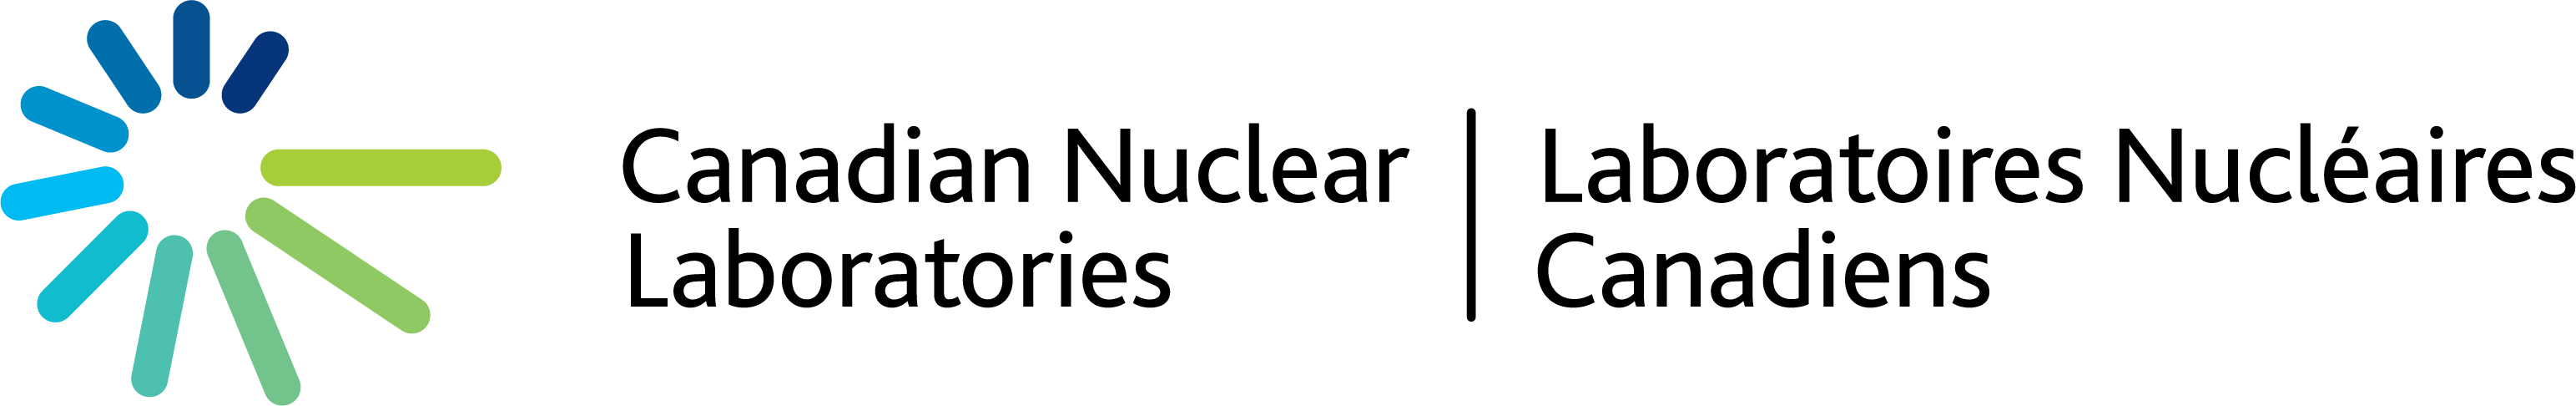 Canadian Nuclear
Laboratories
Laboratoires Nucléaires
Canadiens